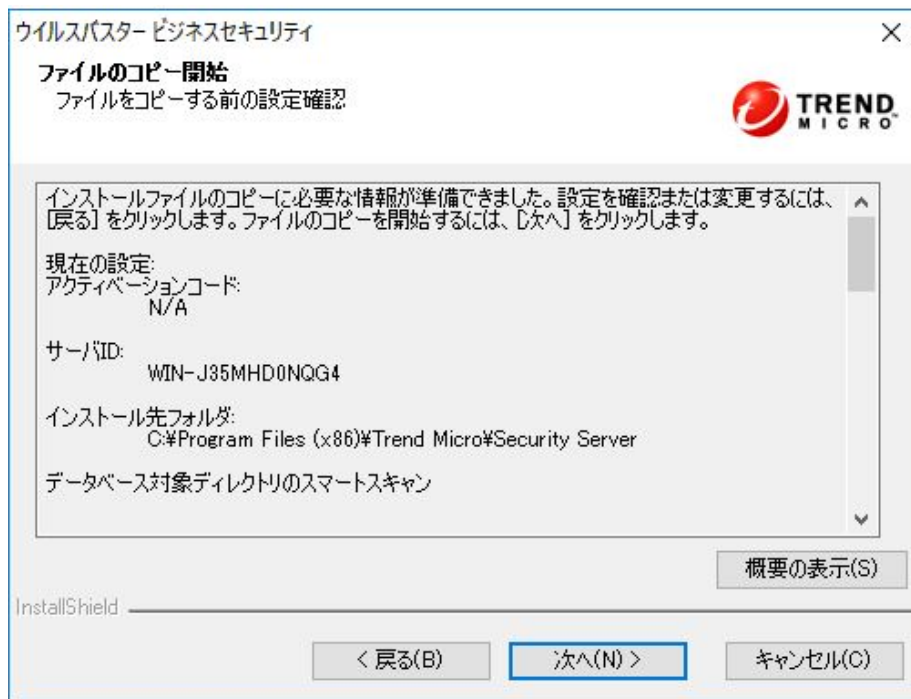 ウイルスバスター ビジネスセキュリティ
ファイルのコピー開始
ファイルをコピーする前の設定確認
TREND
MICRO
インストールファイルのコピーに必要な情報が準備できました。設定を確認または変更するには、
[戻る] をクリックします。ファイルのコピーを開始するには、[次へ] をクリックします。
現在の設定:
アクティベーションコード:
N/A
サーバID:
WIN-J35MHD0NQG4
インストール先フォルダ:
C:¥Program Files (x86)¥Trend Micro¥Security Server
データベース対象ディレクトリのスマートスキャン
概要の表示(S)
InstallShield
< 戻る(B)
次へ(N) >
キャンセル(C)